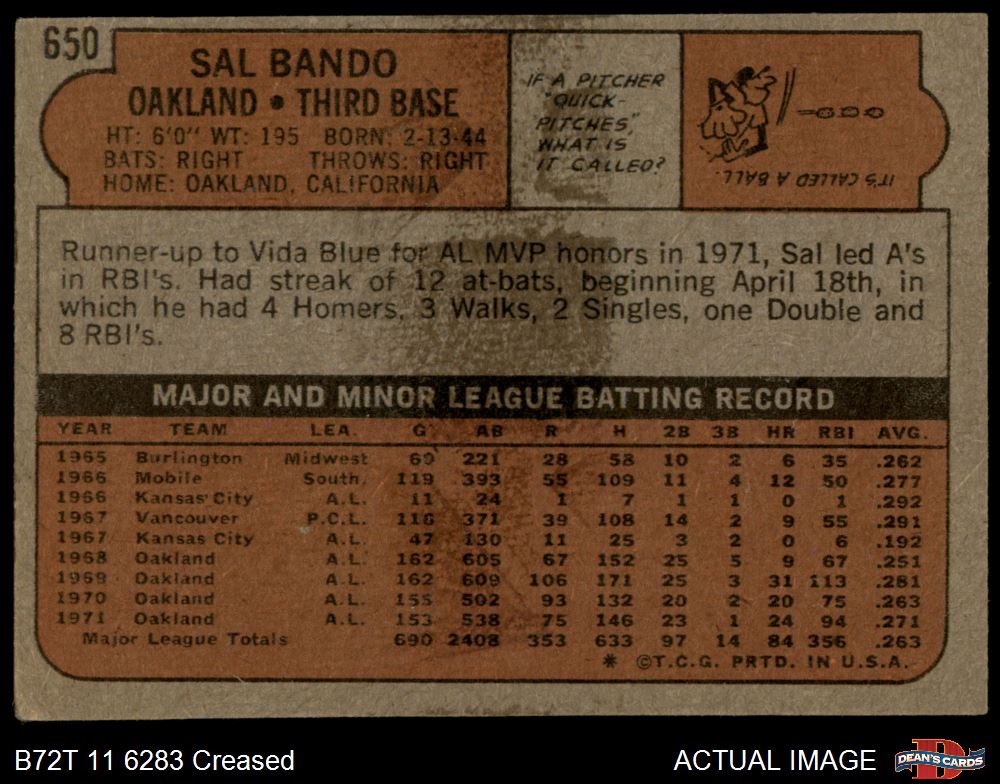 650
SAL BANDO
OAKLAND • THIRD BASE
HT: 6'0" WT: 195 BORN: 2-13-44
BATS: RIGHT THROWS: RIGHT
HOME: OAKLAND, CALIFORNIA
IF A PITCHER
"QUICK-
PITCHES",
WHAT IS
IT CALLED?
IT'S CALLED A BALL.
Runner-up to Vida Blue for AL MVP honors in 1971, Sal led A's
in RBI's. Had streak of 12 at-bats, beginning April 18th, in
which he had 4 Homers, 3 Walks, 2 Singles, one Double and
8 RBI's.
MAJOR AND MINOR LEAGUE BATTING RECORD
YEAR TEAM LEA. G AB R H 2B 3B HR RBI AVG.
1965 Burlington Midwest 60 221 28 58 10 2 6 35 .262
1966 Mobile South. 119 393 55 109 11 4 12 50 .277
1966 Kansas City A.L. 11 24 1 7 1 1 0 1 .292
1967 Vancouver P.C.L. 116 371 39 108 14 2 9 55 .291
1967 Kansas City A.L. 47 130 11 25 3 2 0 6 .192
1968 Oakland A.L. 162 605 67 152 25 5 9 67 .251
1969 Oakland A.L. 162 609 106 171 25 3 31 113 .281
1970 Oakland A.L. 155 502 93 132 20 2 20 75 .263
1971 Oakland A.L. 153 538 75 146 23 1 24 94 .271
Major League Totals 690 2408 353 633 97 14 84 356 .263
* ©T.C.G. PRTD. IN U.S.A.
B72T 11 6283 Creased
ACTUAL IMAGE
D
DEAN'S CARDS